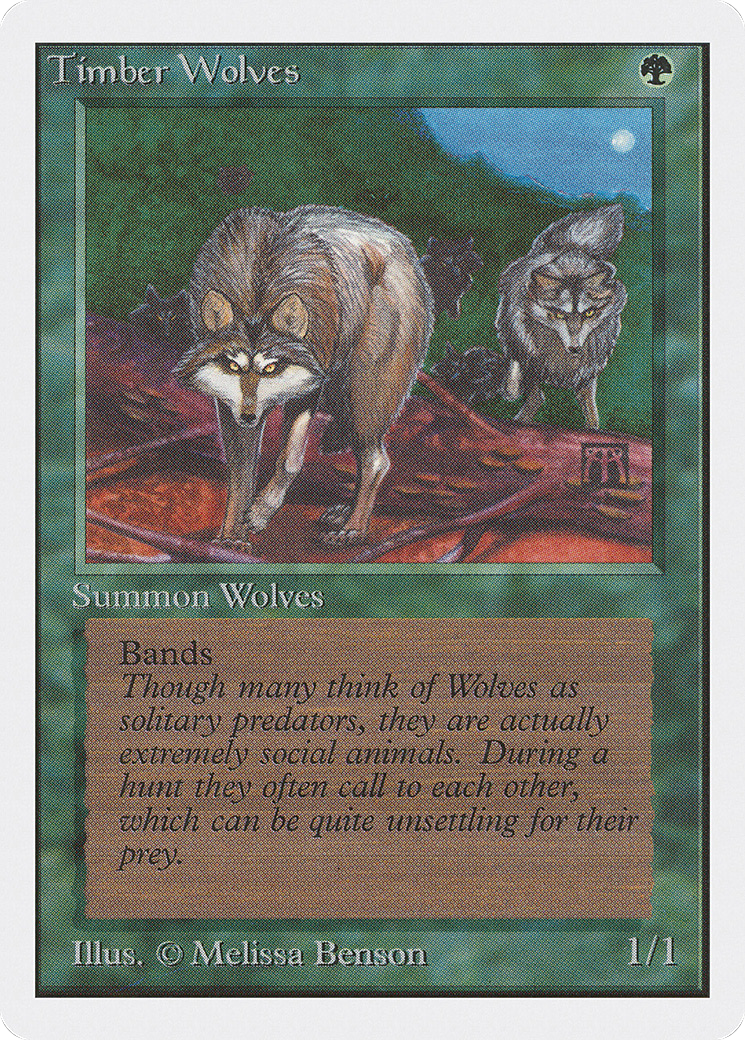 Timber Wolves
Summon Wolves
Bands
Though many think of Wolves as
solitary predators, they are actually
extremely social animals. During a
hunt they often call to each other,
which can be quite unsettling for their
prey.
Illus. © Melissa Benson
1/1